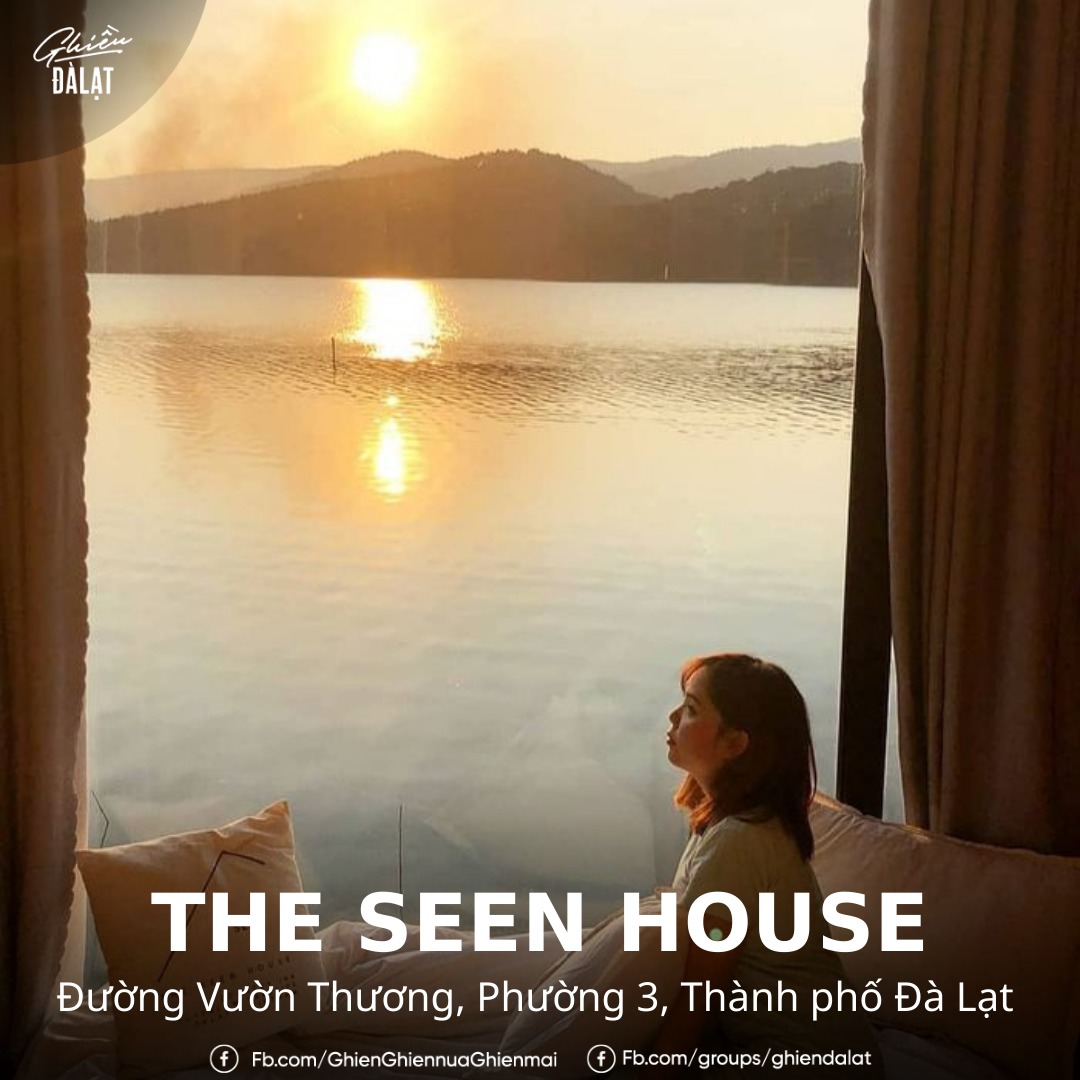 Ghiền
ĐÀLẠT
THE SEEN HOUSE
Đường Vườn Thương, Phường 3, Thành phố Đà Lạt
Fb.com/GhienGhiennuaGhienmai Fb.com/groups/ghiendalat